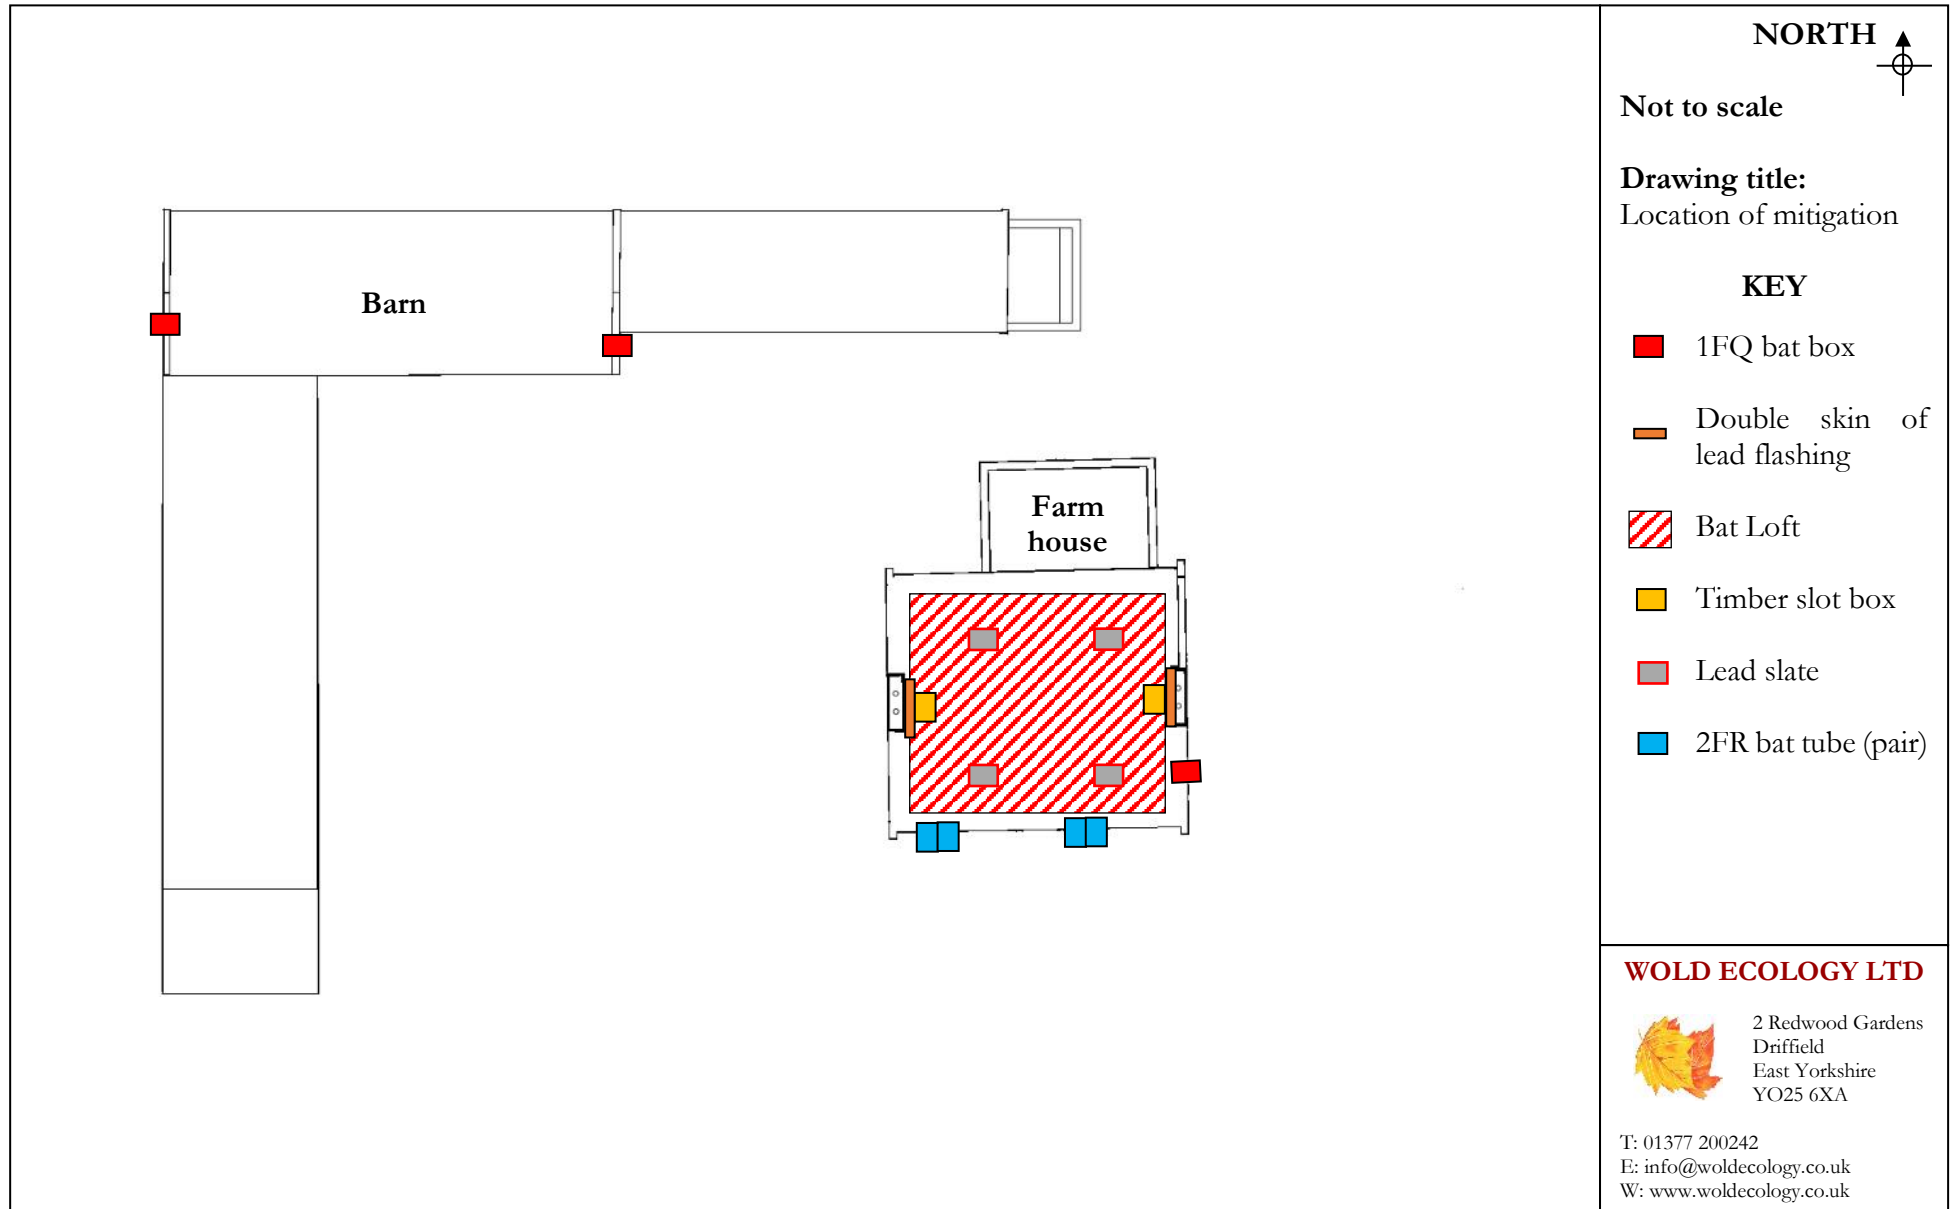 Barn
Farm
house
NORTH
Not to scale
Drawing title:
Location of mitigation
KEY
1FQ bat box
Double skin of
lead flashing
Bat Loft
Timber slot box
Lead slate
2FR bat tube (pair)
WOLD ECOLOGY LTD
2 Redwood Gardens
Driffield
East Yorkshire
YO25 6XA
T: 01377 200242
E: info@woldecology.co.uk
W: www.woldecology.co.uk